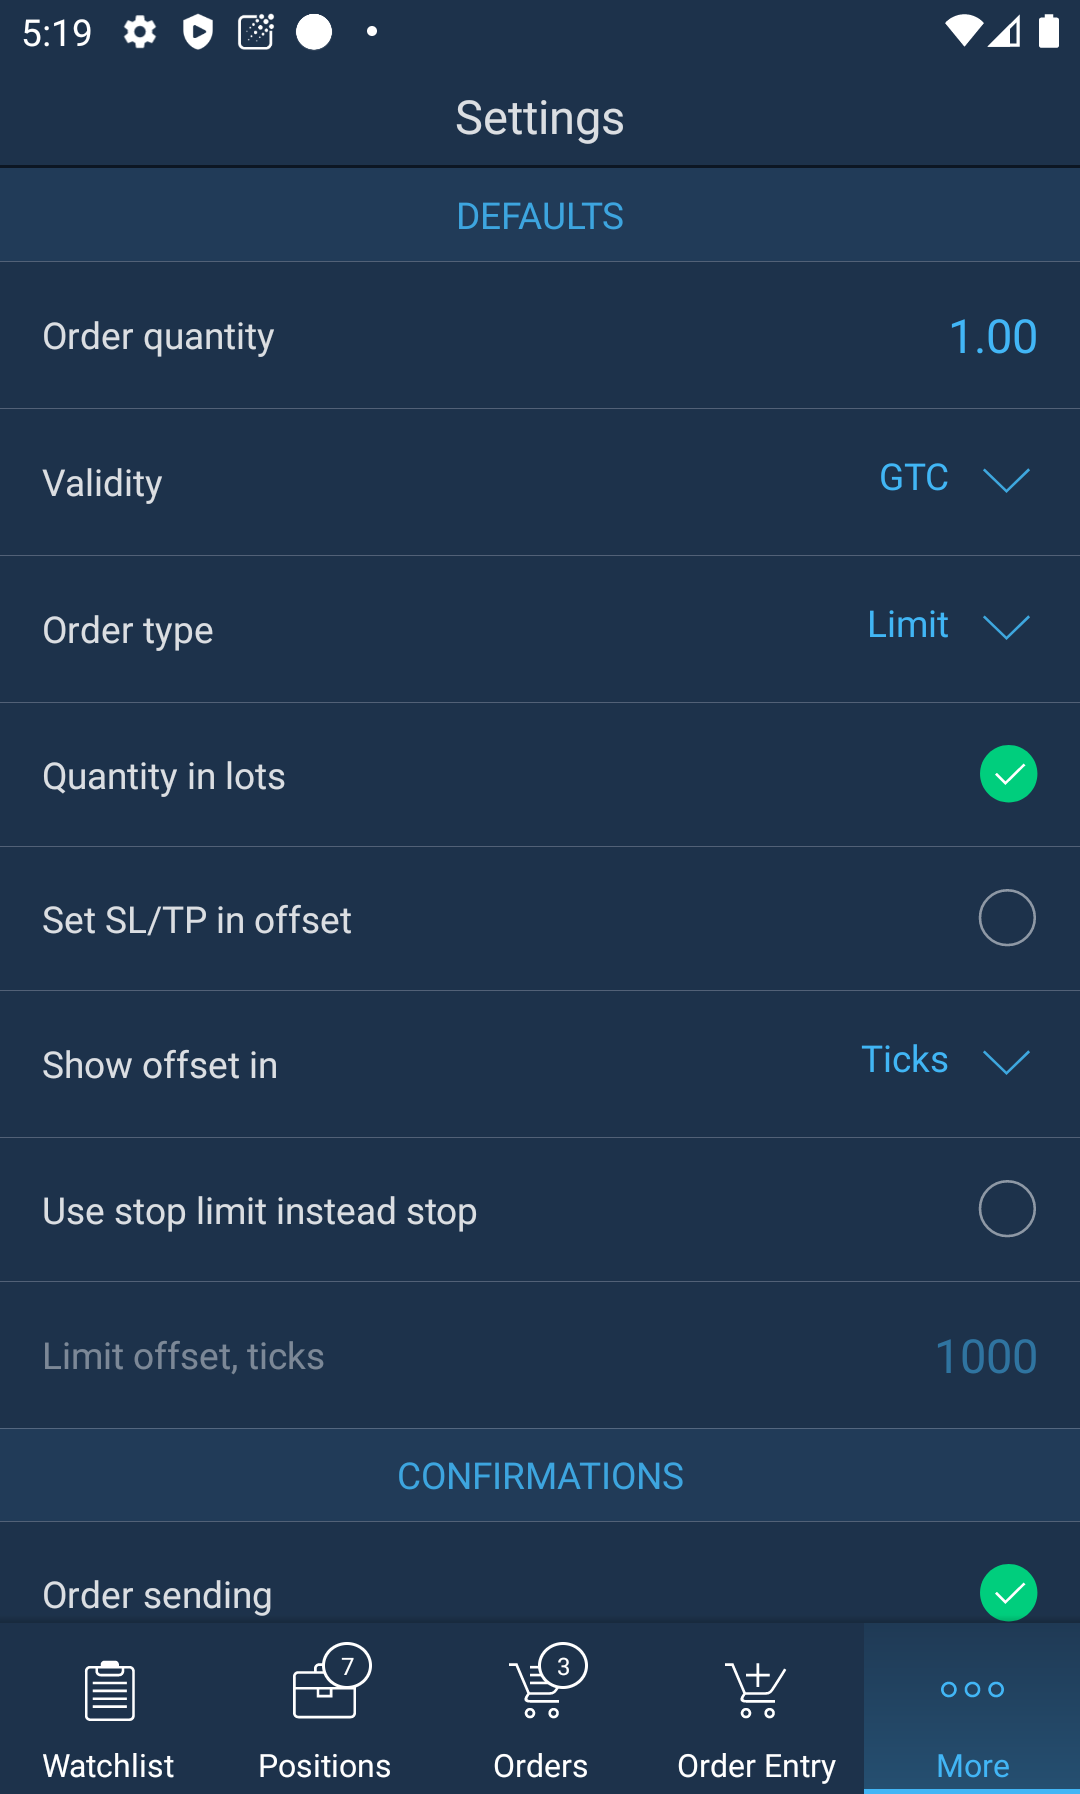 5:19
Settings
DEFAULTS
Order quantity 1.00
Validity GTC
Order type Limit
Quantity in lots
Set SL/TP in offset
Show offset in Ticks
Use stop limit instead stop
Limit offset, ticks 1000
CONFIRMATIONS
Order sending
7 3
Watchlist Positions Orders Order Entry More